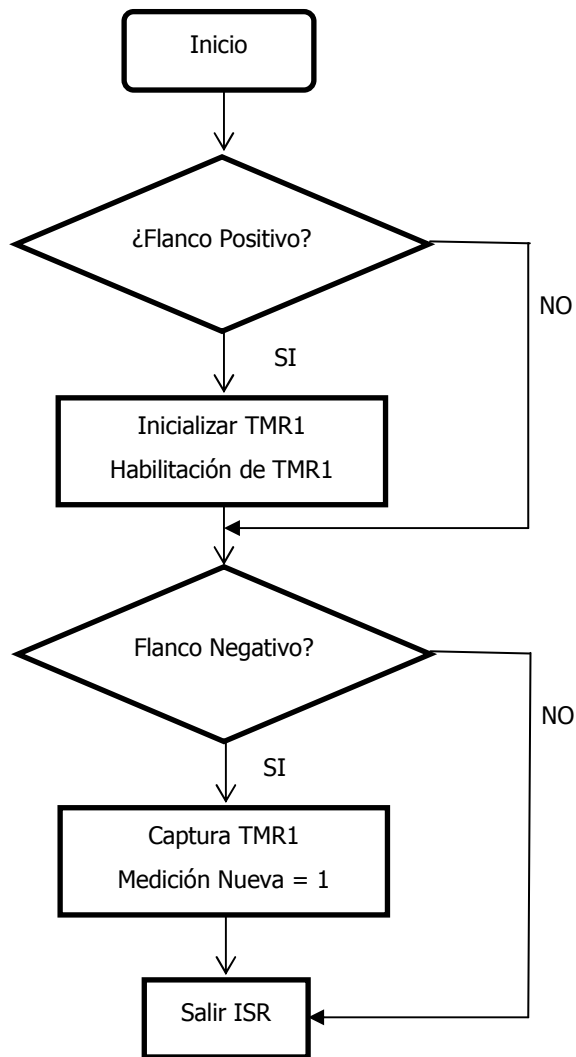 Inicio
¿Flanco Positivo?
NO
SI
Inicializar TMR1
Habilitación de TMR1
Flanco Negativo?
NO
SI
Captura TMR1
Medición Nueva = 1
Salir ISR